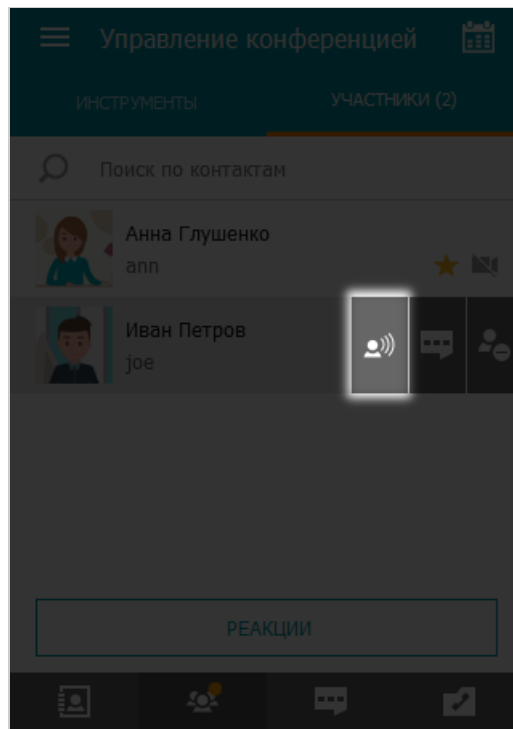 Управление конференцией
ИНСТРУМЕНТЫ
УЧАСТНИКИ (2)
Поиск по контактам
Анна Глушенко
ann
Иван Петров
joe
РЕАКЦИИ